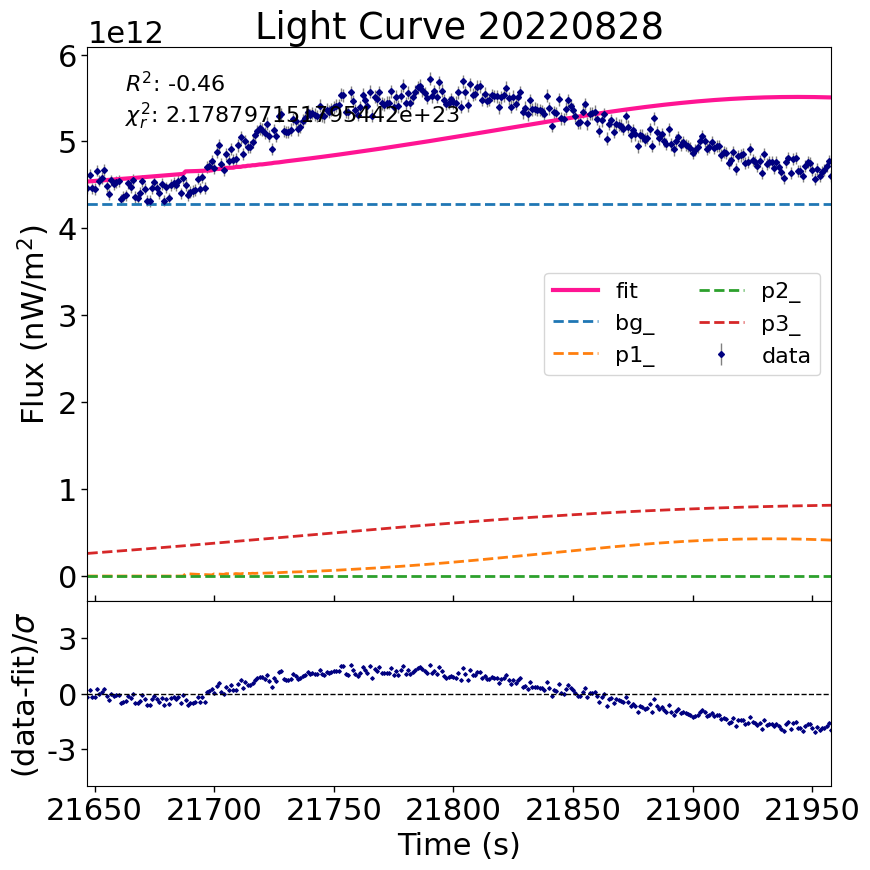 Light Curve 20220828
1e12
R²: -0.46
χ²ᵣ: 2.178797151795442e+23
6
5
4
3
2
1
0
Flux (nW/m²)
fit
bg_
p1_
p2_
p3_
data
3
0
-3
(data-fit)/σ
21650 21700 21750 21800 21850 21900 21950
Time (s)